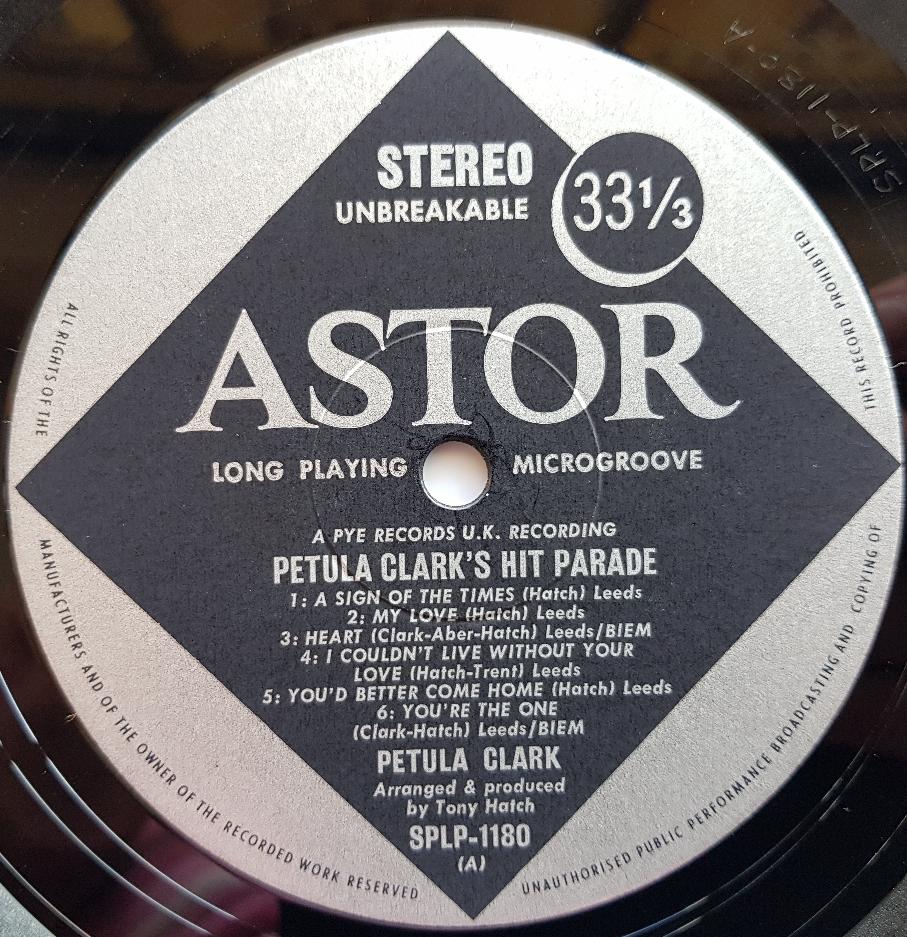 STEREO
UNBREAKABLE
33 1/3
ASTOR
LONG PLAYING MICROGROOVE
A PYE RECORDS U.K. RECORDING
PETULA CLARK'S HIT PARADE
1: A SIGN OF THE TIMES (Hatch) Leeds
2: MY LOVE (Hatch) Leeds
3: HEART (Clark-Aber-Hatch) Leeds/BIEM
4: I COULDN'T LIVE WITHOUT YOUR
LOVE (Hatch-Trent) Leeds
5: YOU'D BETTER COME HOME (Hatch) Leeds
6: YOU'RE THE ONE
(Clark-Hatch) Leeds/BIEM
PETULA CLARK
Arranged & produced
by Tony Hatch
SPLP-1180
(A)
ALL RIGHTS OF THE
MANUFACTURERS AND OF THE OWNER OF THE RECORDED WORK RESERVED
UNAUTHORISED PUBLIC PERFORMANCE BROADCASTING AND COPYING OF
THIS RECORD PROHIBITED
SPLP-1180-A